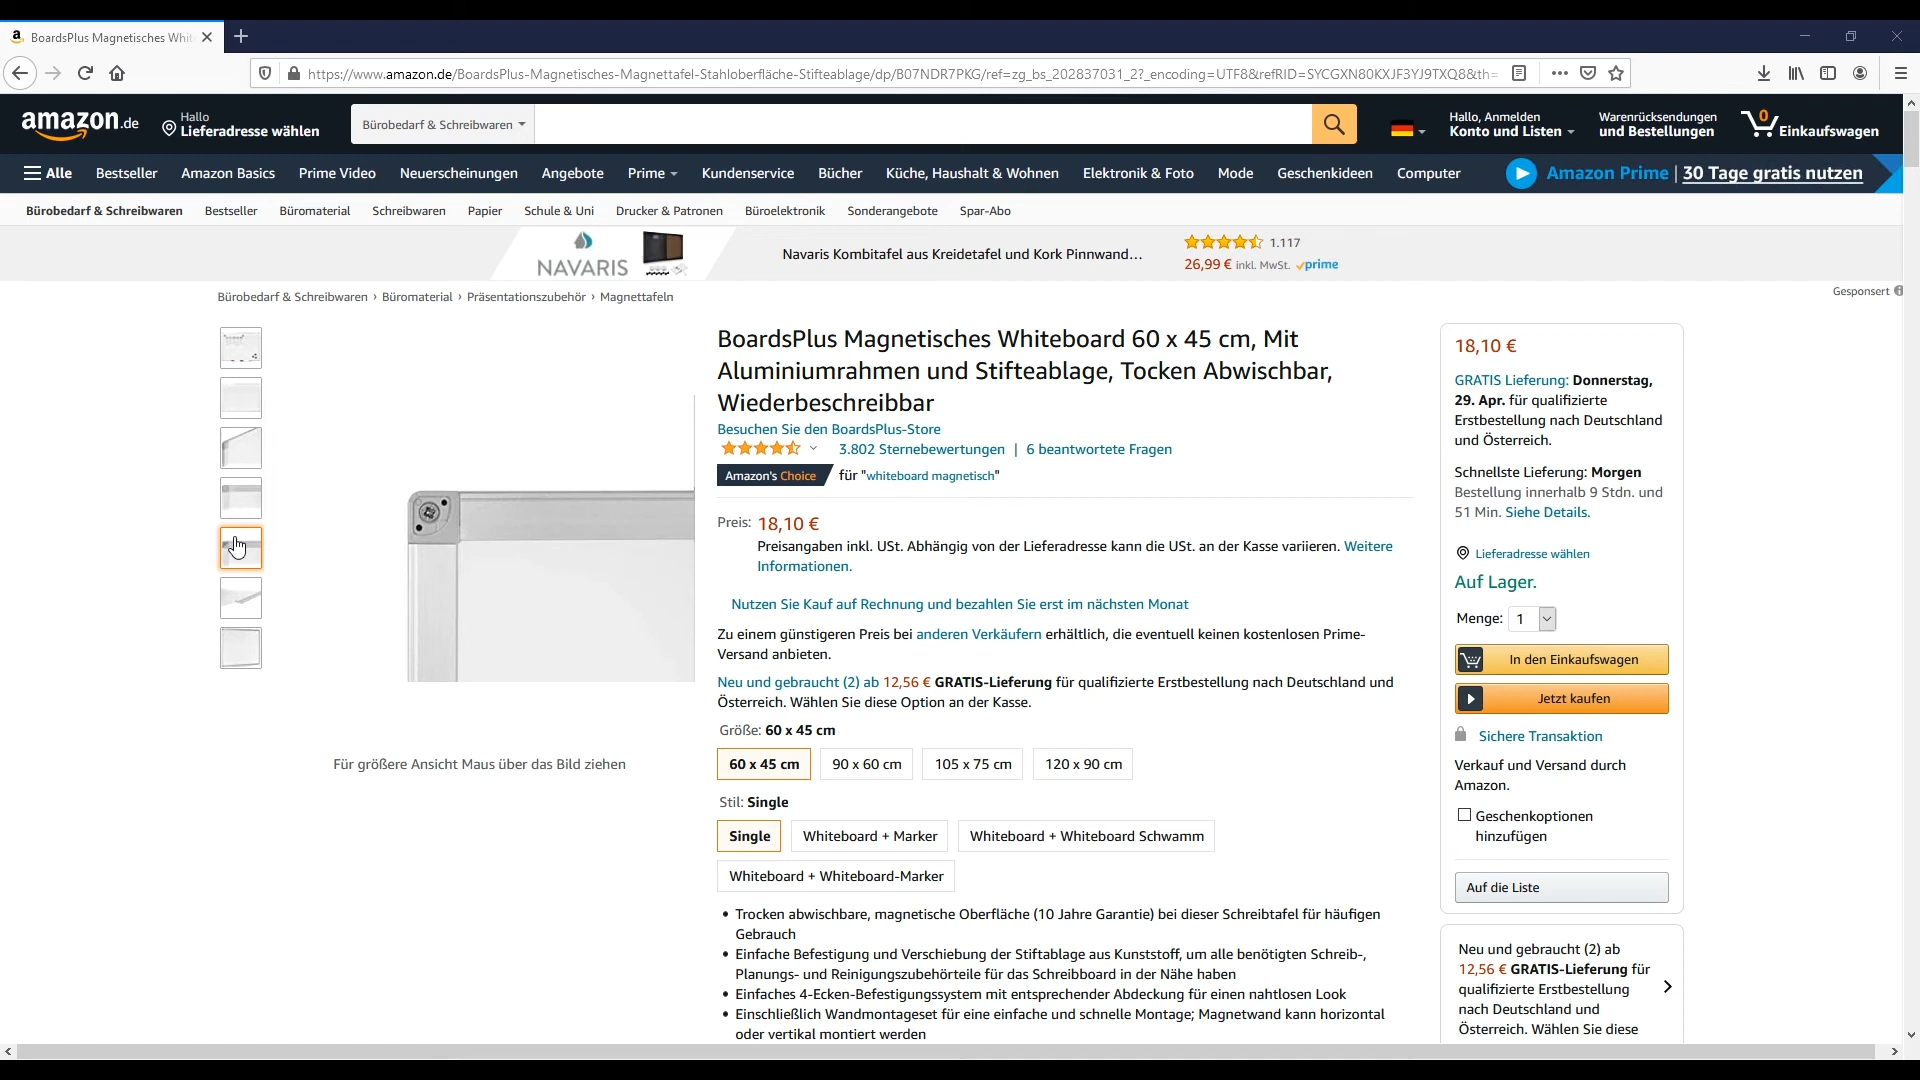 BoardsPlus Magnetisches Whit
https://www.amazon.de/BoardsPlus-Magnetisches-Magnettafel-Stahloberfläche-Stifteablage/dp/B07NDR7PKG/ref=zg_bs_202837031_2?_encoding=UTF8&refRID=SYCGXN80KXJF3YJ9TXQ8&th=
amazon.de
Hallo
Lieferadresse wählen
Bürobedarf & Schreibwaren
Hallo, Anmelden
Konto und Listen
Warenrücksendungen
und Bestellungen
0
Einkaufswagen
Alle Bestseller Amazon Basics Prime Video Neuerscheinungen Angebote Prime Kundenservice Bücher Küche, Haushalt & Wohnen Elektronik & Foto Mode Geschenkideen Computer
Amazon Prime | 30 Tage gratis nutzen
Bürobedarf & Schreibwaren Bestseller Büromaterial Schreibwaren Papier Schule & Uni Drucker & Patronen Büroelektronik Sonderangebote Spar-Abo
NAVARIS
Navaris Kombitafel aus Kreidetafel und Kork Pinnwand...
1.117
26,99 € inkl. MwSt. prime
Gesponsert
Bürobedarf & Schreibwaren › Büromaterial › Präsentationszubehör › Magnettafeln
Für größere Ansicht Maus über das Bild ziehen
BoardsPlus Magnetisches Whiteboard 60 x 45 cm, Mit
Aluminiumrahmen und Stifteablage, Tocken Abwischbar,
Wiederbeschreibbar
Besuchen Sie den BoardsPlus-Store
3.802 Sternebewertungen | 6 beantwortete Fragen
Amazon's Choice für "whiteboard magnetisch"
Preis: 18,10 €
Preisangaben inkl. USt. Abhängig von der Lieferadresse kann die USt. an der Kasse variieren. Weitere
Informationen.
Nutzen Sie Kauf auf Rechnung und bezahlen Sie erst im nächsten Monat
Zu einem günstigeren Preis bei anderen Verkäufern erhältlich, die eventuell keinen kostenlosen Prime-
Versand anbieten.
Neu und gebraucht (2) ab 12,56 € GRATIS-Lieferung für qualifizierte Erstbestellung nach Deutschland und
Österreich. Wählen Sie diese Option an der Kasse.
Größe: 60 x 45 cm
60 x 45 cm 90 x 60 cm 105 x 75 cm 120 x 90 cm
Stil: Single
Single Whiteboard + Marker Whiteboard + Whiteboard Schwamm
Whiteboard + Whiteboard-Marker
• Trocken abwischbare, magnetische Oberfläche (10 Jahre Garantie) bei dieser Schreibtafel für häufigen
Gebrauch
• Einfache Befestigung und Verschiebung der Stiftablage aus Kunststoff, um alle benötigten Schreib-,
Planungs- und Reinigungszubehörteile für das Schreibboard in der Nähe haben
• Einfaches 4-Ecken-Befestigungssystem mit entsprechender Abdeckung für einen nahtlosen Look
• Einschließlich Wandmontageset für eine einfache und schnelle Montage; Magnetwand kann horizontal
oder vertikal montiert werden
18,10 €
GRATIS Lieferung: Donnerstag,
29. Apr. für qualifizierte
Erstbestellung nach Deutschland
und Österreich.
Schnellste Lieferung: Morgen
Bestellung innerhalb 9 Stdn. und
51 Min. Siehe Details.
Lieferadresse wählen
Auf Lager.
Menge: 1
In den Einkaufswagen
Jetzt kaufen
Sichere Transaktion
Verkauf und Versand durch
Amazon.
Geschenkoptionen
hinzufügen
Auf die Liste
Neu und gebraucht (2) ab
12,56 € GRATIS-Lieferung für
qualifizierte Erstbestellung
nach Deutschland und
Österreich. Wählen Sie diese